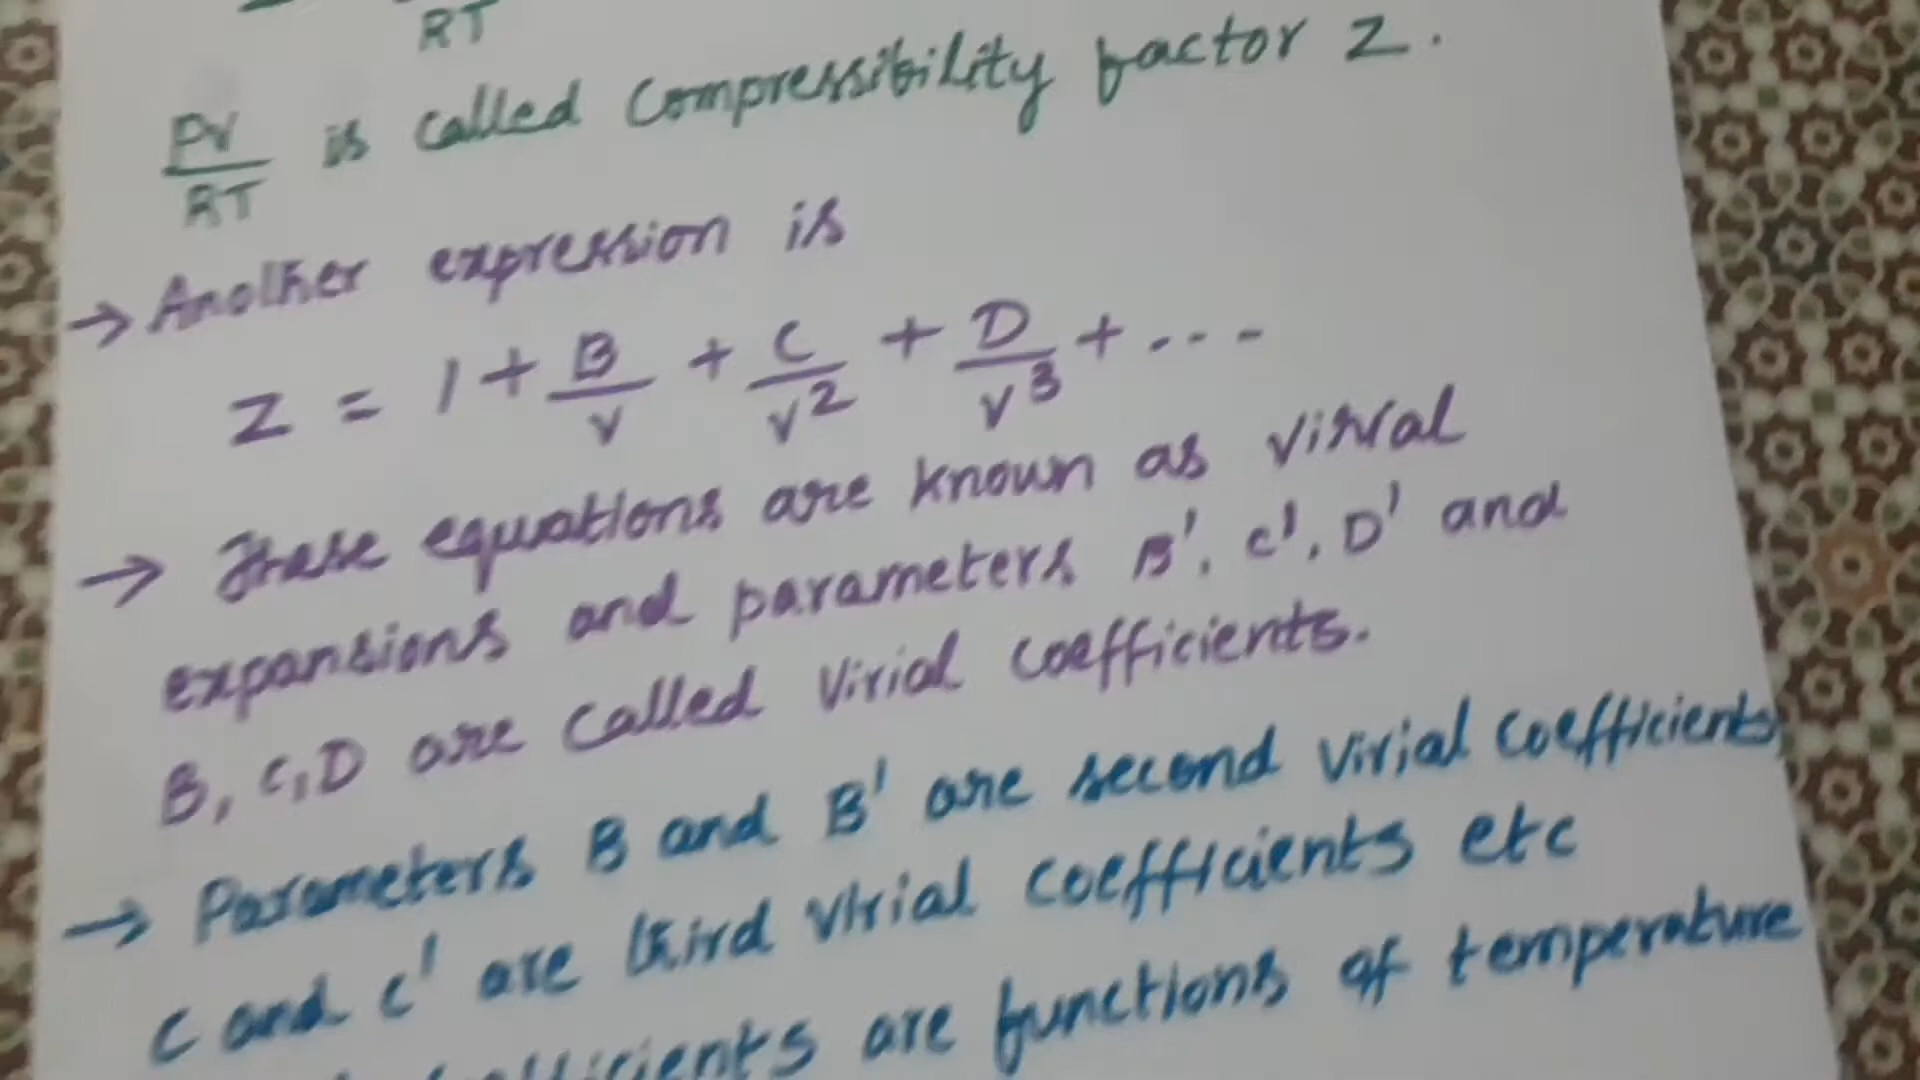 RT
PV/RT is called Compressibility factor Z.
→ Another expression is
Z = 1 + B/V + C/V² + D/V³ + ----
→ These equations are known as virial
expansions and parameters B', C', D' and
B, C, D are called virial coefficients.
→ Parameters B and B' are second virial coefficients,
C and C' are third virial coefficients etc
coefficients are functions of temperature